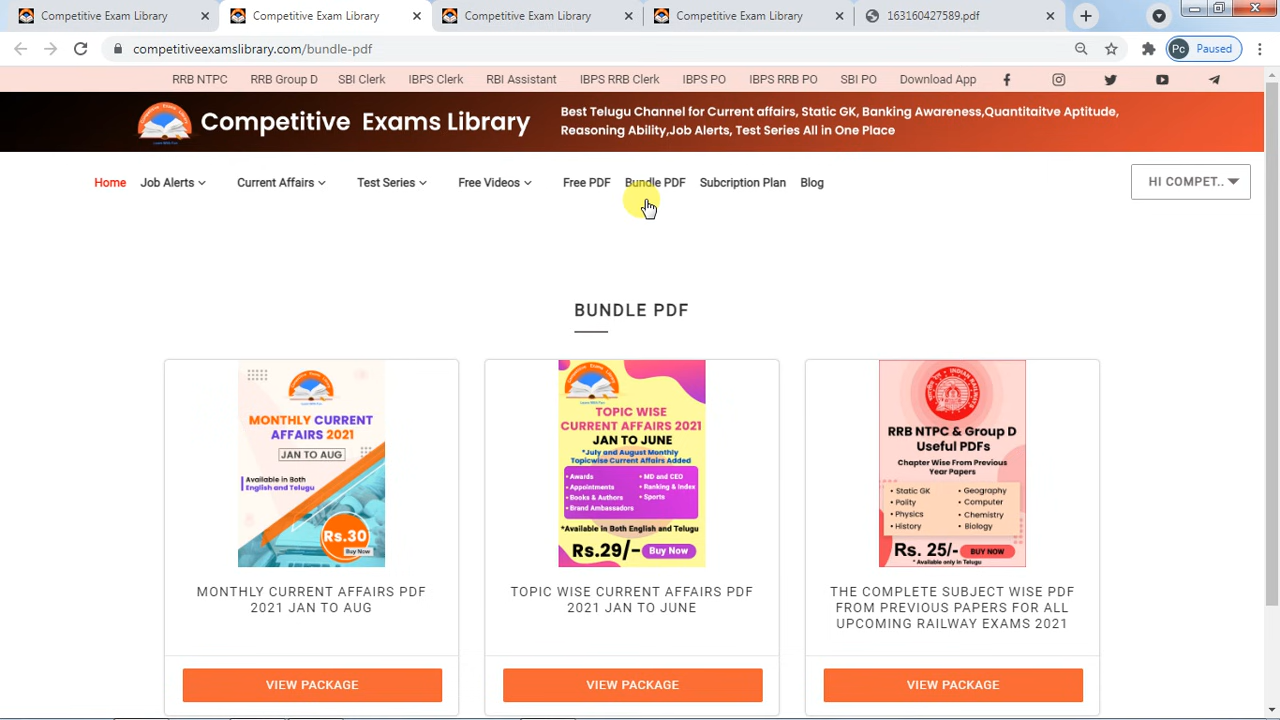 Competitive Exam Library
Competitive Exam Library
Competitive Exam Library
Competitive Exam Library
163160427589.pdf
competitiveexamslibrary.com/bundle-pdf
Pc Paused
RRB NTPC RRB Group D SBI Clerk IBPS Clerk RBI Assistant IBPS RRB Clerk IBPS PO IBPS RRB PO SBI PO Download App
Competitive Exams Library
Best Telugu Channel for Current affairs, Static GK, Banking Awareness,Quantitaitve Aptitude,
Reasoning Ability,Job Alerts, Test Series All in One Place
Home Job Alerts Current Affairs Test Series Free Videos Free PDF Bundle PDF Subcription Plan Blog
HI COMPET..
BUNDLE PDF
MONTHLY CURRENT
AFFAIRS 2021
JAN TO AUG
Available in Both
English and Telugu
Rs.30
Buy Now
MONTHLY CURRENT AFFAIRS PDF
2021 JAN TO AUG
VIEW PACKAGE
TOPIC WISE
CURRENT AFFAIRS 2021
JAN TO JUNE
*July and August Monthly
Topicwise Current Affairs Added
• Awards • MD and CEO
• Appointments • Ranking & Index
• Books & Authors • Sports
• Brand Ambassadors
*Available in Both English and Telugu
Rs.29/- Buy Now
TOPIC WISE CURRENT AFFAIRS PDF
2021 JAN TO JUNE
VIEW PACKAGE
INDIAN RAILWAYS
RRB NTPC & Group D
Useful PDFs
Chapter Wise From Previous
Year Papers
• Static GK • Geography
• Polity • Computer
• Physics • Chemistry
• History • Biology
Rs. 25/- BUY NOW
* Available only in Telugu
THE COMPLETE SUBJECT WISE PDF
FROM PREVIOUS PAPERS FOR ALL
UPCOMING RAILWAY EXAMS 2021
VIEW PACKAGE